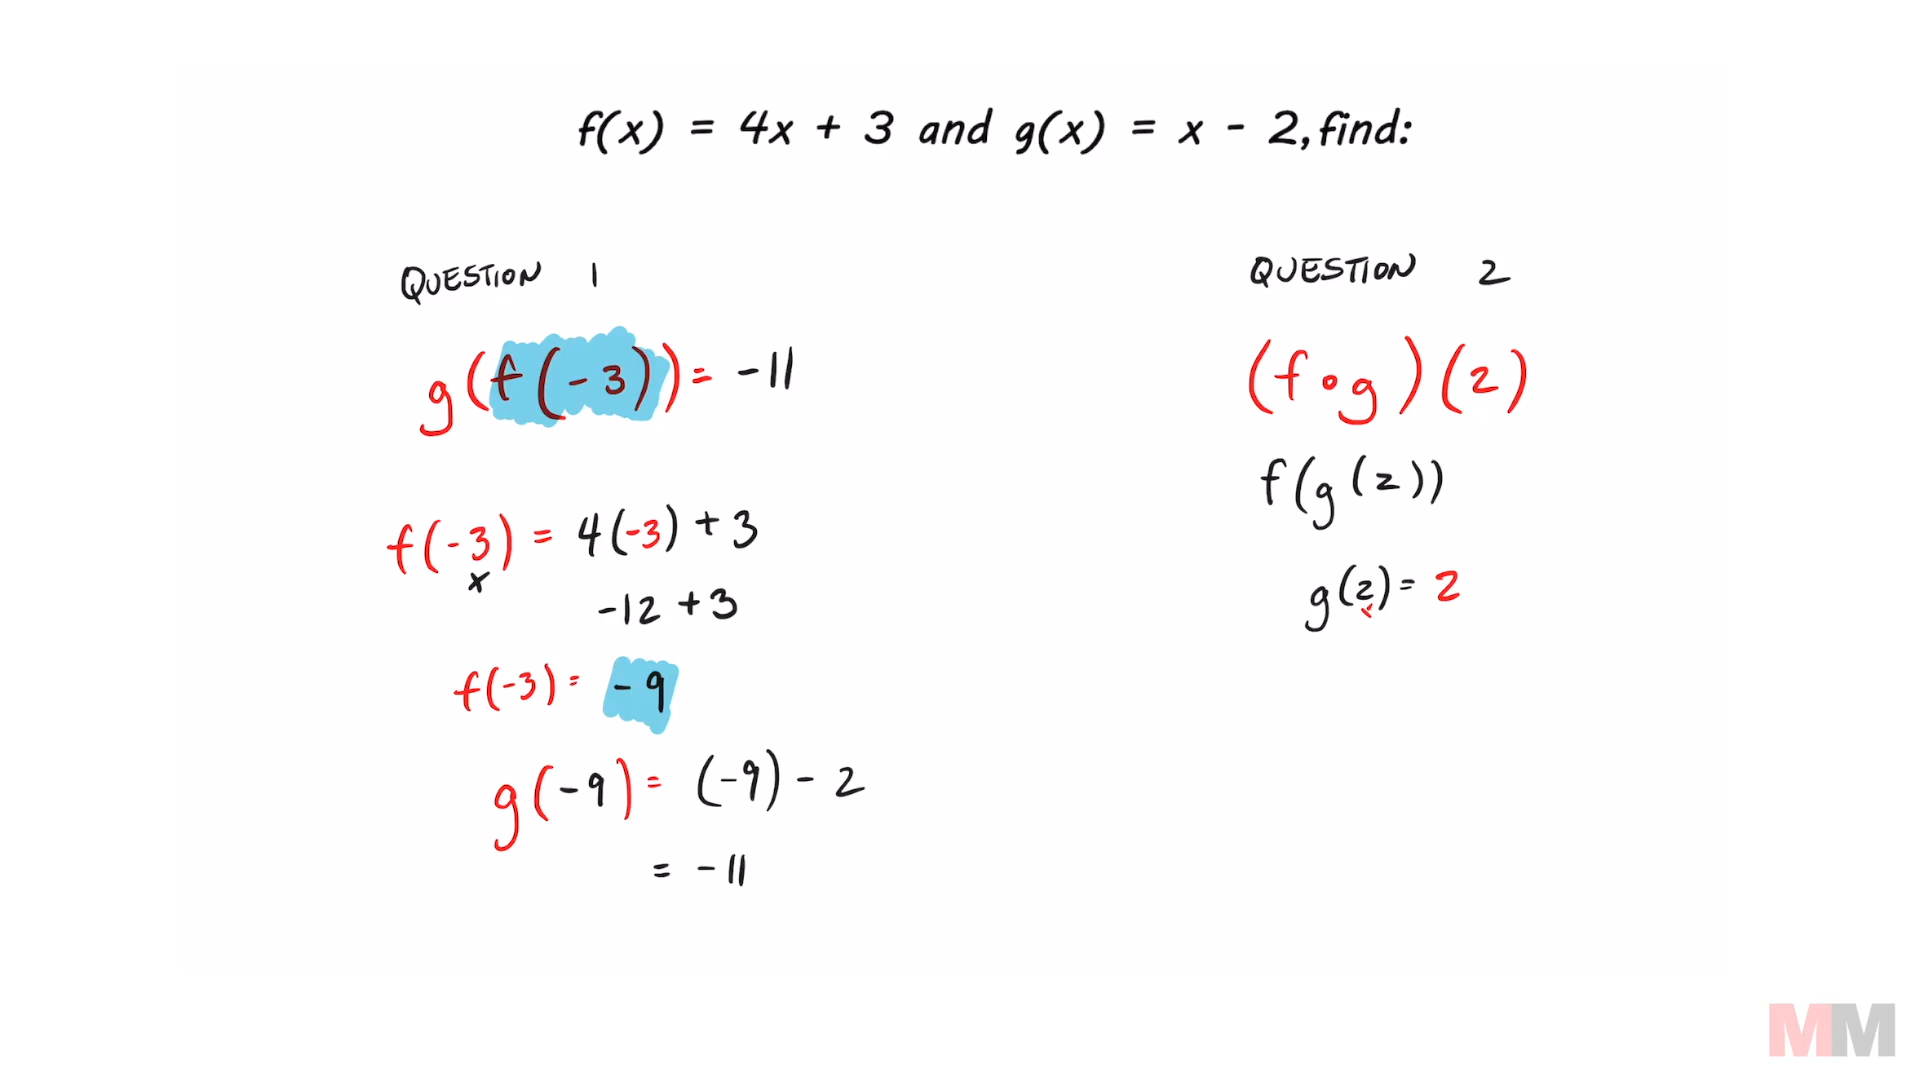 f(x) = 4x + 3 and g(x) = x - 2, find:
QUESTION 1
g(f(-3)) = -11
f(-3) = 4(-3) + 3
x
-12 + 3
f(-3) = -9
g(-9) = (-9) - 2
= -11
QUESTION 2
(f∘g)(2)
f(g(2))
g(2) = 2
MM